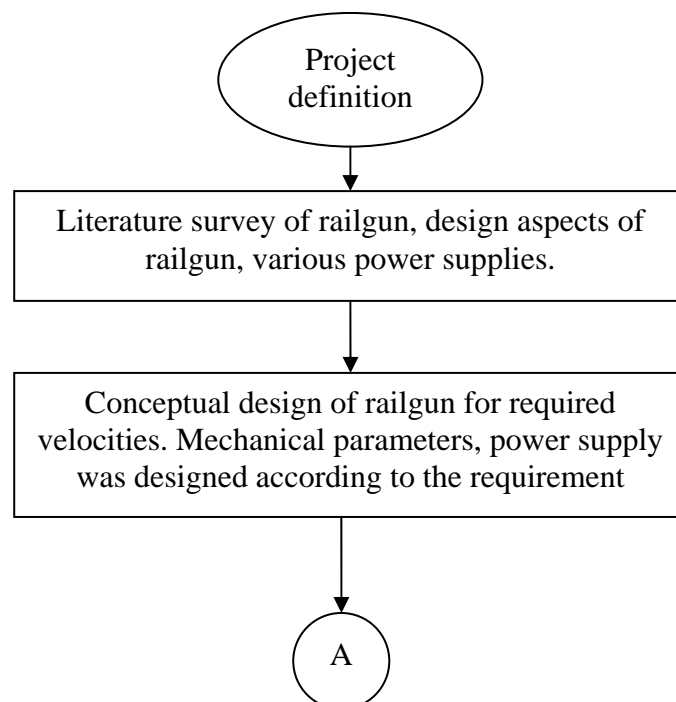 Project
definition
Literature survey of railgun, design aspects of
railgun, various power supplies.
Conceptual design of railgun for required
velocities. Mechanical parameters, power supply
was designed according to the requirement
A